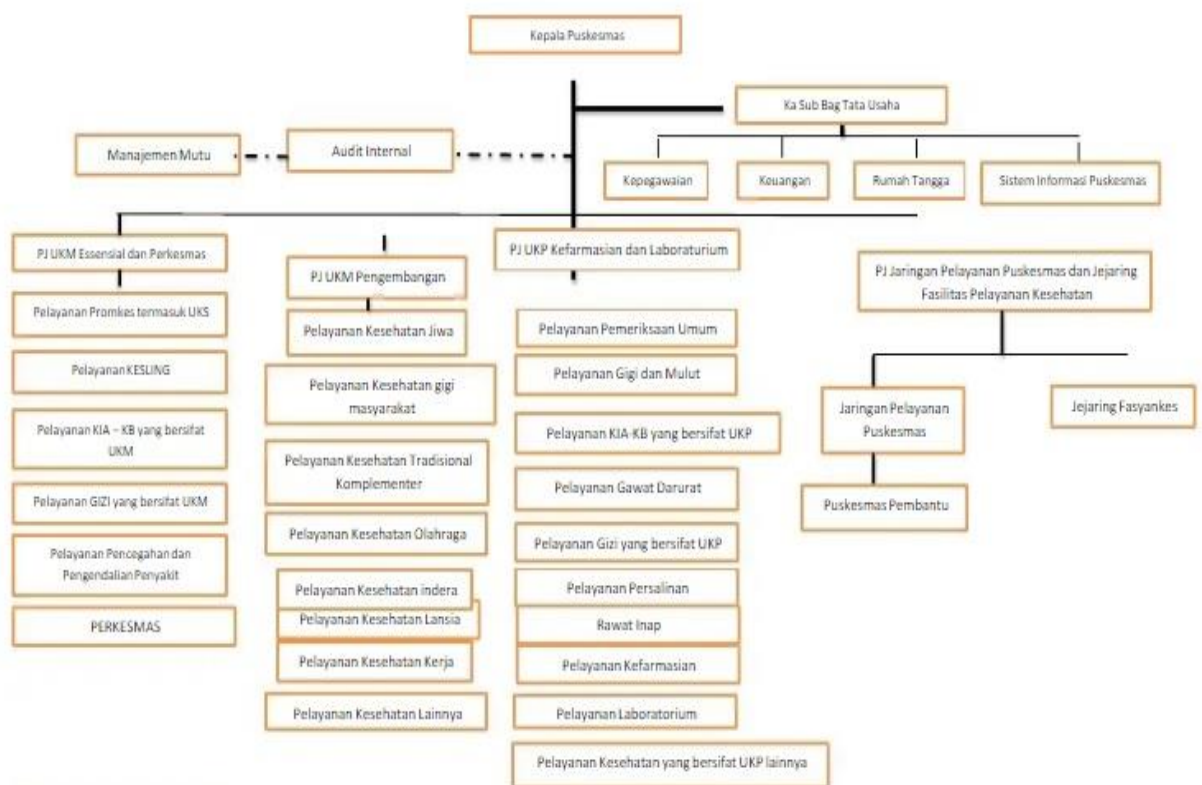 Kepala Puskesmas
Ka Sub Bag Tata Usaha
Manajemen Mutu
Audit Internal
Kepegawaian
Keuangan
Rumah Tangga
Sistem Informasi Puskesmas
PJ UKM Essensial dan Perkesmas
Pelayanan Promkes termasuk UKS
Pelayanan KESLING
Pelayanan KIA – KB yang bersifat
UKM
Pelayanan GIZI yang bersifat UKM
Pelayanan Pencegahan dan
Pengendalian Penyakit
PERKESMAS
PJ UKM Pengembangan
Pelayanan Kesehatan Jiwa
Pelayanan Kesehatan gigi
masyarakat
Pelayanan Kesehatan Tradisional
Komplementer
Pelayanan Kesehatan Olahraga
Pelayanan Kesehatan indera
Pelayanan Kesehatan Lansia
Pelayanan Kesehatan Kerja
Pelayanan Kesehatan Lainnya
PJ UKP Kefarmasian dan Laboraturium
Pelayanan Pemeriksaan Umum
Pelayanan Gigi dan Mulut
Pelayanan KIA-KB yang bersifat UKP
Pelayanan Gawat Darurat
Pelayanan Gizi yang bersifat UKP
Pelayanan Persalinan
Rawat Inap
Pelayanan Kefarmasian
Pelayanan Laboratorium
Pelayanan Kesehatan yang bersifat UKP lainnya
PJ Jaringan Pelayanan Puskesmas dan Jejaring
Fasilitas Pelayanan Kesehatan
Jaringan Pelayanan
Puskesmas
Jejaring Fasyankes
Puskesmas Pembantu